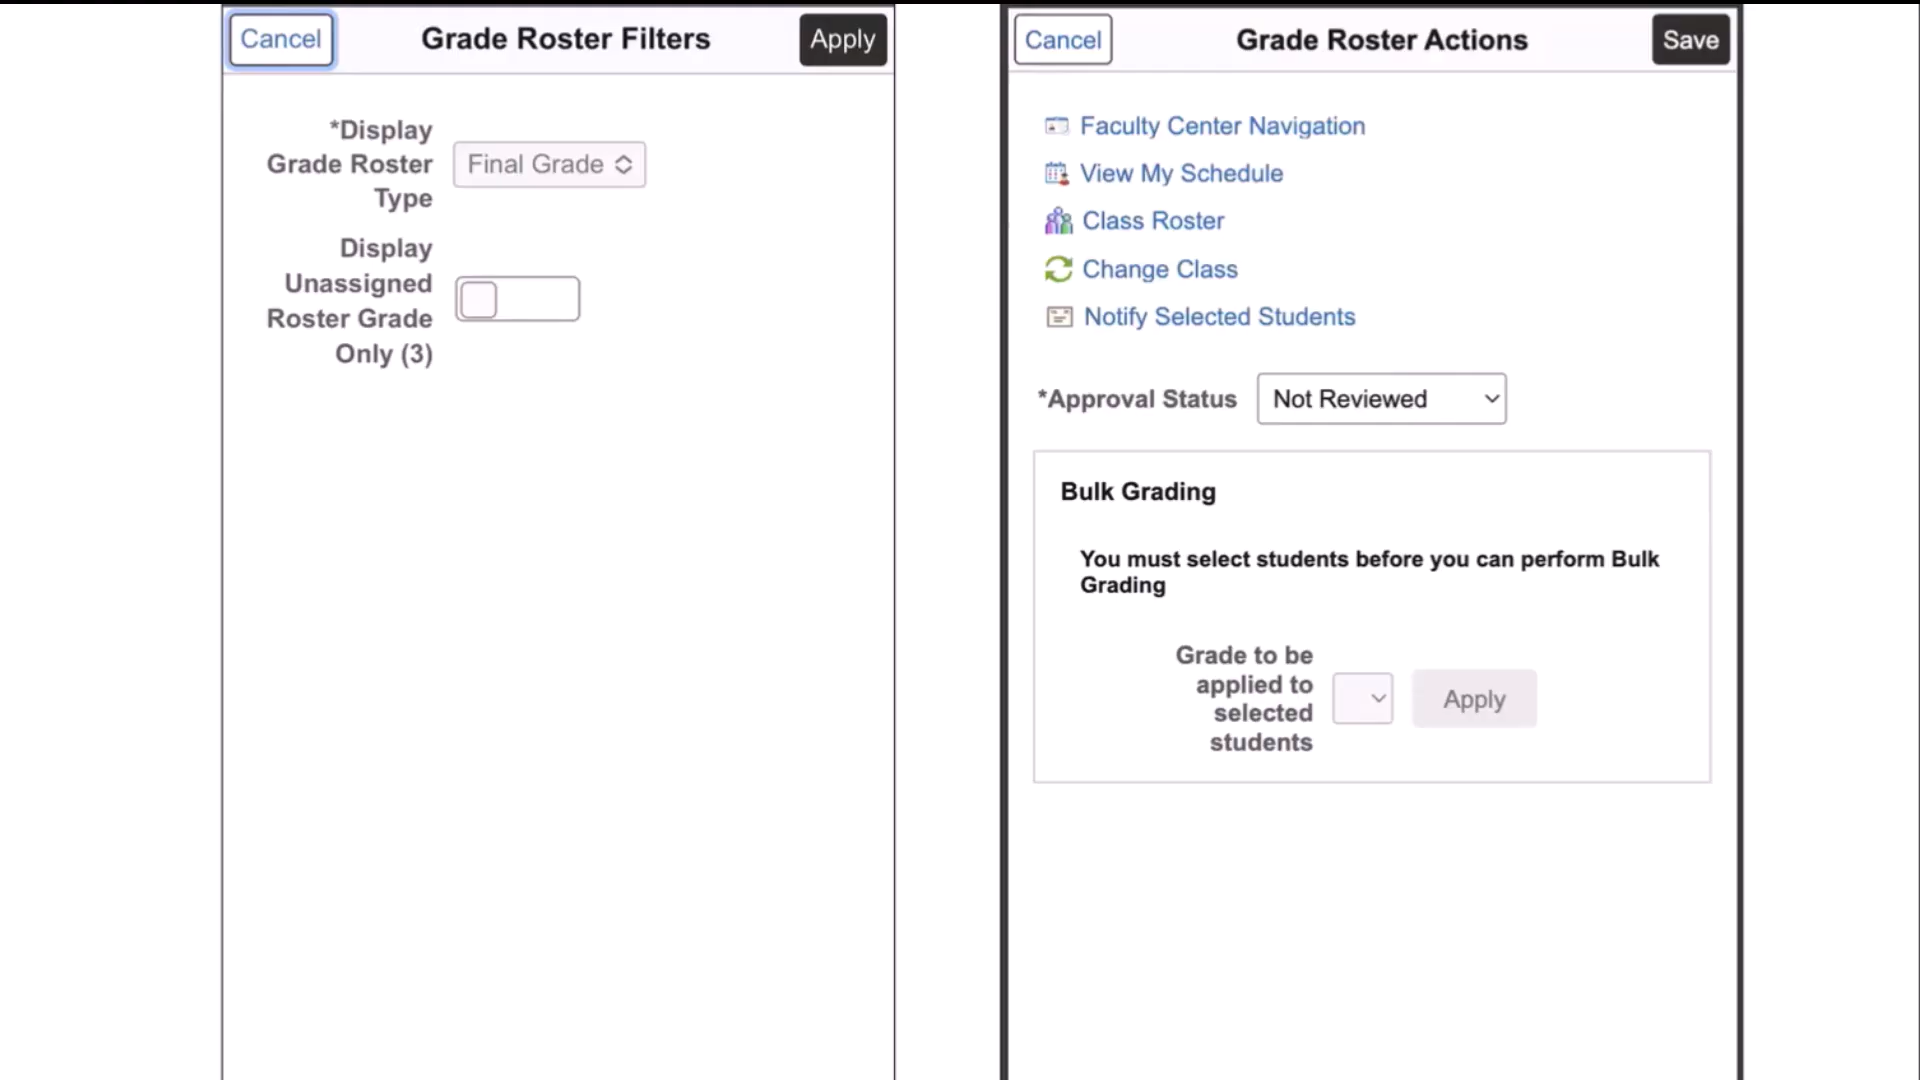 Cancel
Grade Roster Filters
Apply
*Display
Grade Roster
Type
Final Grade
Display
Unassigned
Roster Grade
Only (3)
Cancel
Grade Roster Actions
Save
Faculty Center Navigation
View My Schedule
Class Roster
Change Class
Notify Selected Students
*Approval Status
Not Reviewed
Bulk Grading
You must select students before you can perform Bulk
Grading
Grade to be
applied to
selected
students
Apply